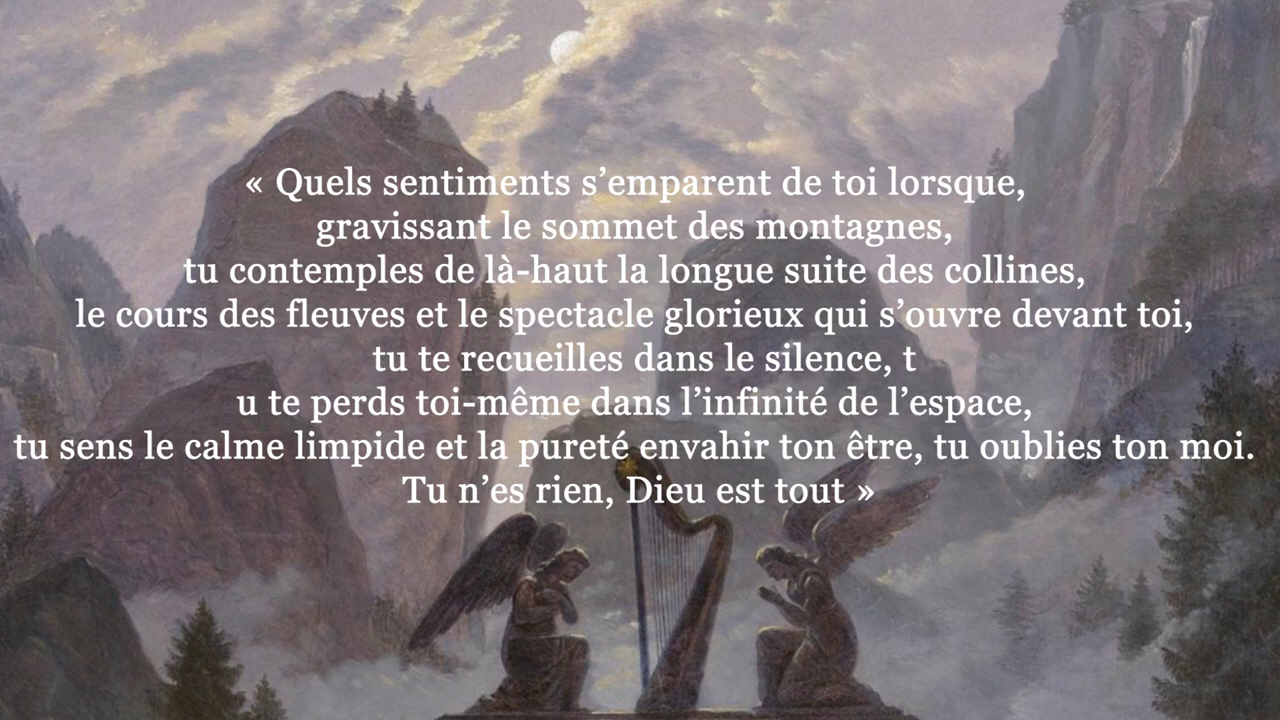 « Quels sentiments s’emparent de toi lorsque,
gravissant le sommet des montagnes,
tu contemples de là-haut la longue suite des collines,
le cours des fleuves et le spectacle glorieux qui s’ouvre devant toi,
tu te recueilles dans le silence, t
u te perds toi-même dans l’infinité de l’espace,
tu sens le calme limpide et la pureté envahir ton être, tu oublies ton moi.
Tu n’es rien, Dieu est tout »